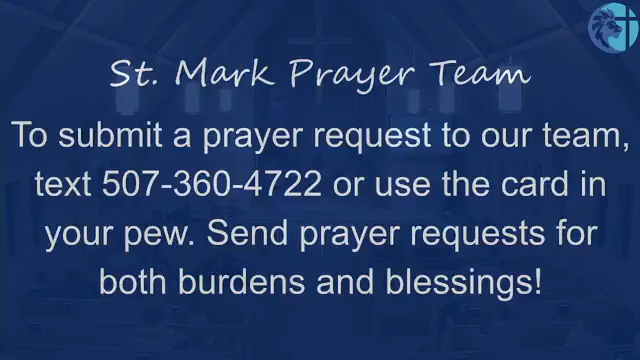 St. Mark Prayer Team
To submit a prayer request to our team,
text 507-360-4722 or use the card in
your pew. Send prayer requests for
both burdens and blessings!